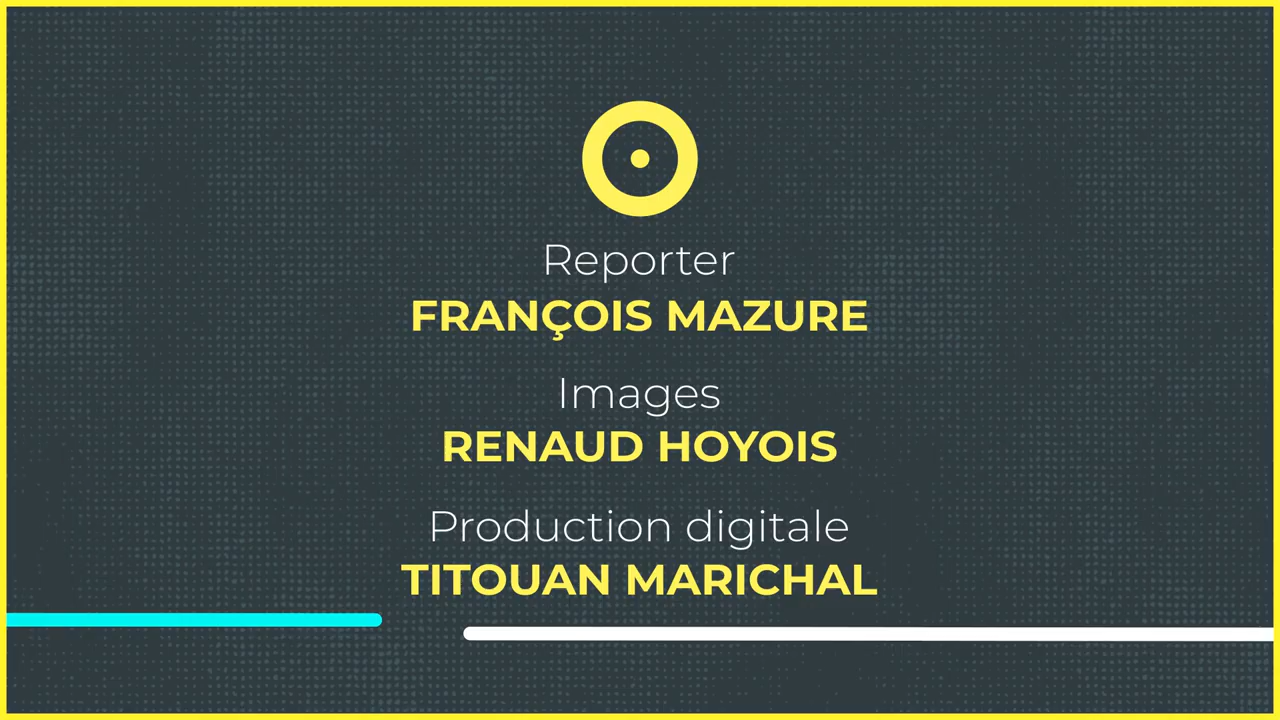 Reporter
FRANÇOIS MAZURE
Images
RENAUD HOYOIS
Production digitale
TITOUAN MARICHAL